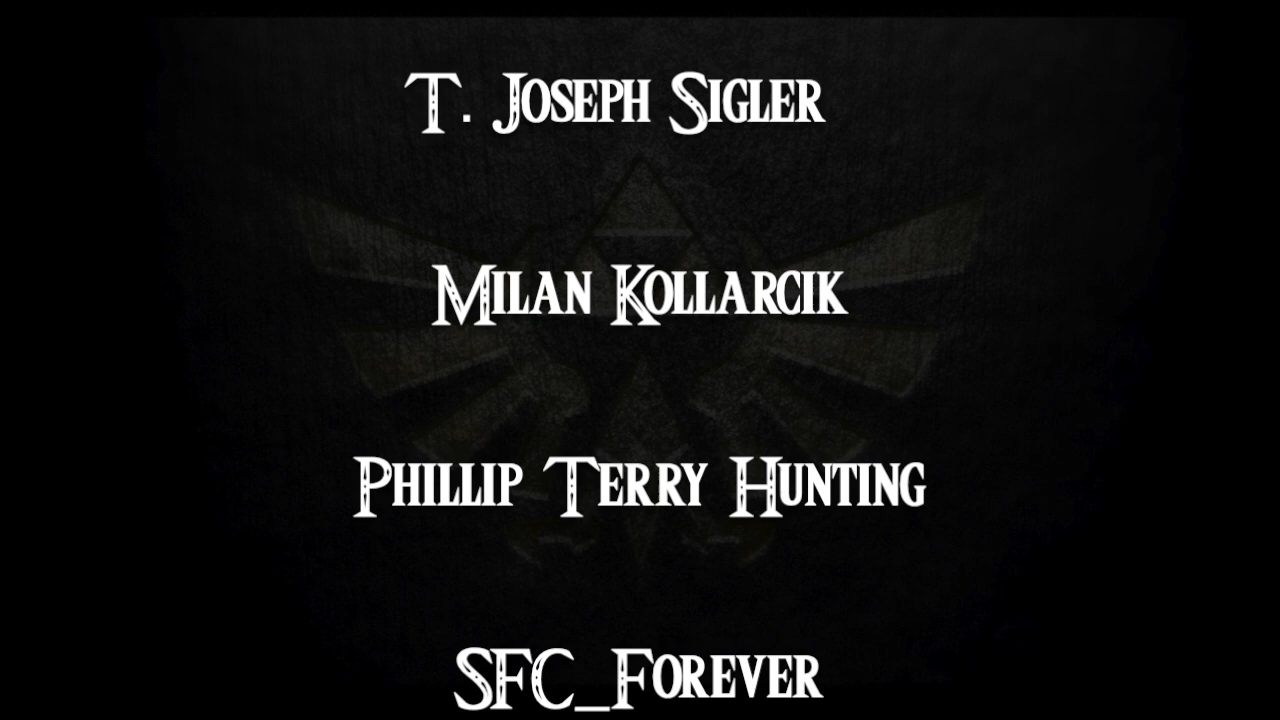 T. Joseph Sigler
Milan Kollarcik
Phillip Terry Hunting
SFC_Forever